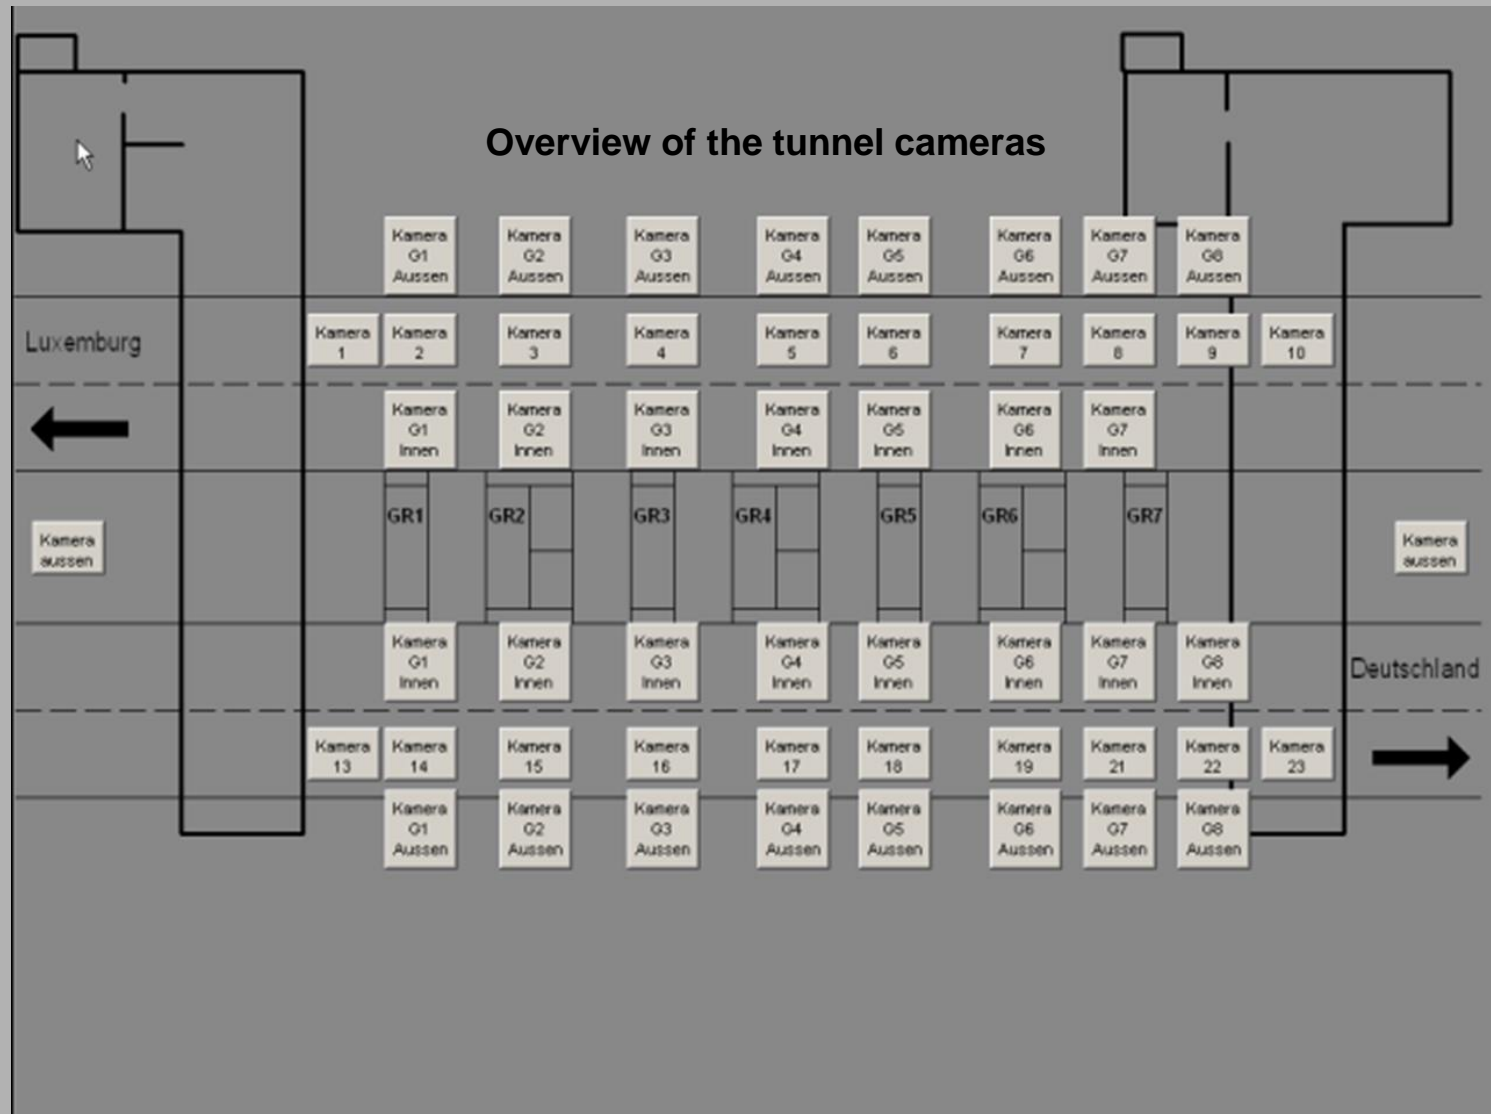 Overview of the tunnel cameras
Kamera G1 Aussen
Kamera G2 Aussen
Kamera G3 Aussen
Kamera G4 Aussen
Kamera G5 Aussen
Kamera G6 Aussen
Kamera G7 Aussen
Kamera G8 Aussen
Luxemburg
Kamera 1
Kamera 2
Kamera 3
Kamera 4
Kamera 5
Kamera 6
Kamera 7
Kamera 8
Kamera 9
Kamera 10
Kamera G1 Innen
Kamera G2 Innen
Kamera G3 Innen
Kamera G4 Innen
Kamera G5 Innen
Kamera G6 Innen
Kamera G7 Innen
GR1
GR2
GR3
GR4
GR5
GR6
GR7
Kamera aussen
Kamera aussen
Kamera G1 Innen
Kamera G2 Innen
Kamera G3 Innen
Kamera G4 Innen
Kamera G5 Innen
Kamera G6 Innen
Kamera G7 Innen
Kamera G8 Innen
Deutschland
Kamera 13
Kamera 14
Kamera 15
Kamera 16
Kamera 17
Kamera 18
Kamera 19
Kamera 21
Kamera 22
Kamera 23
Kamera G1 Aussen
Kamera G2 Aussen
Kamera G3 Aussen
Kamera G4 Aussen
Kamera G5 Aussen
Kamera G6 Aussen
Kamera G7 Aussen
Kamera G8 Aussen